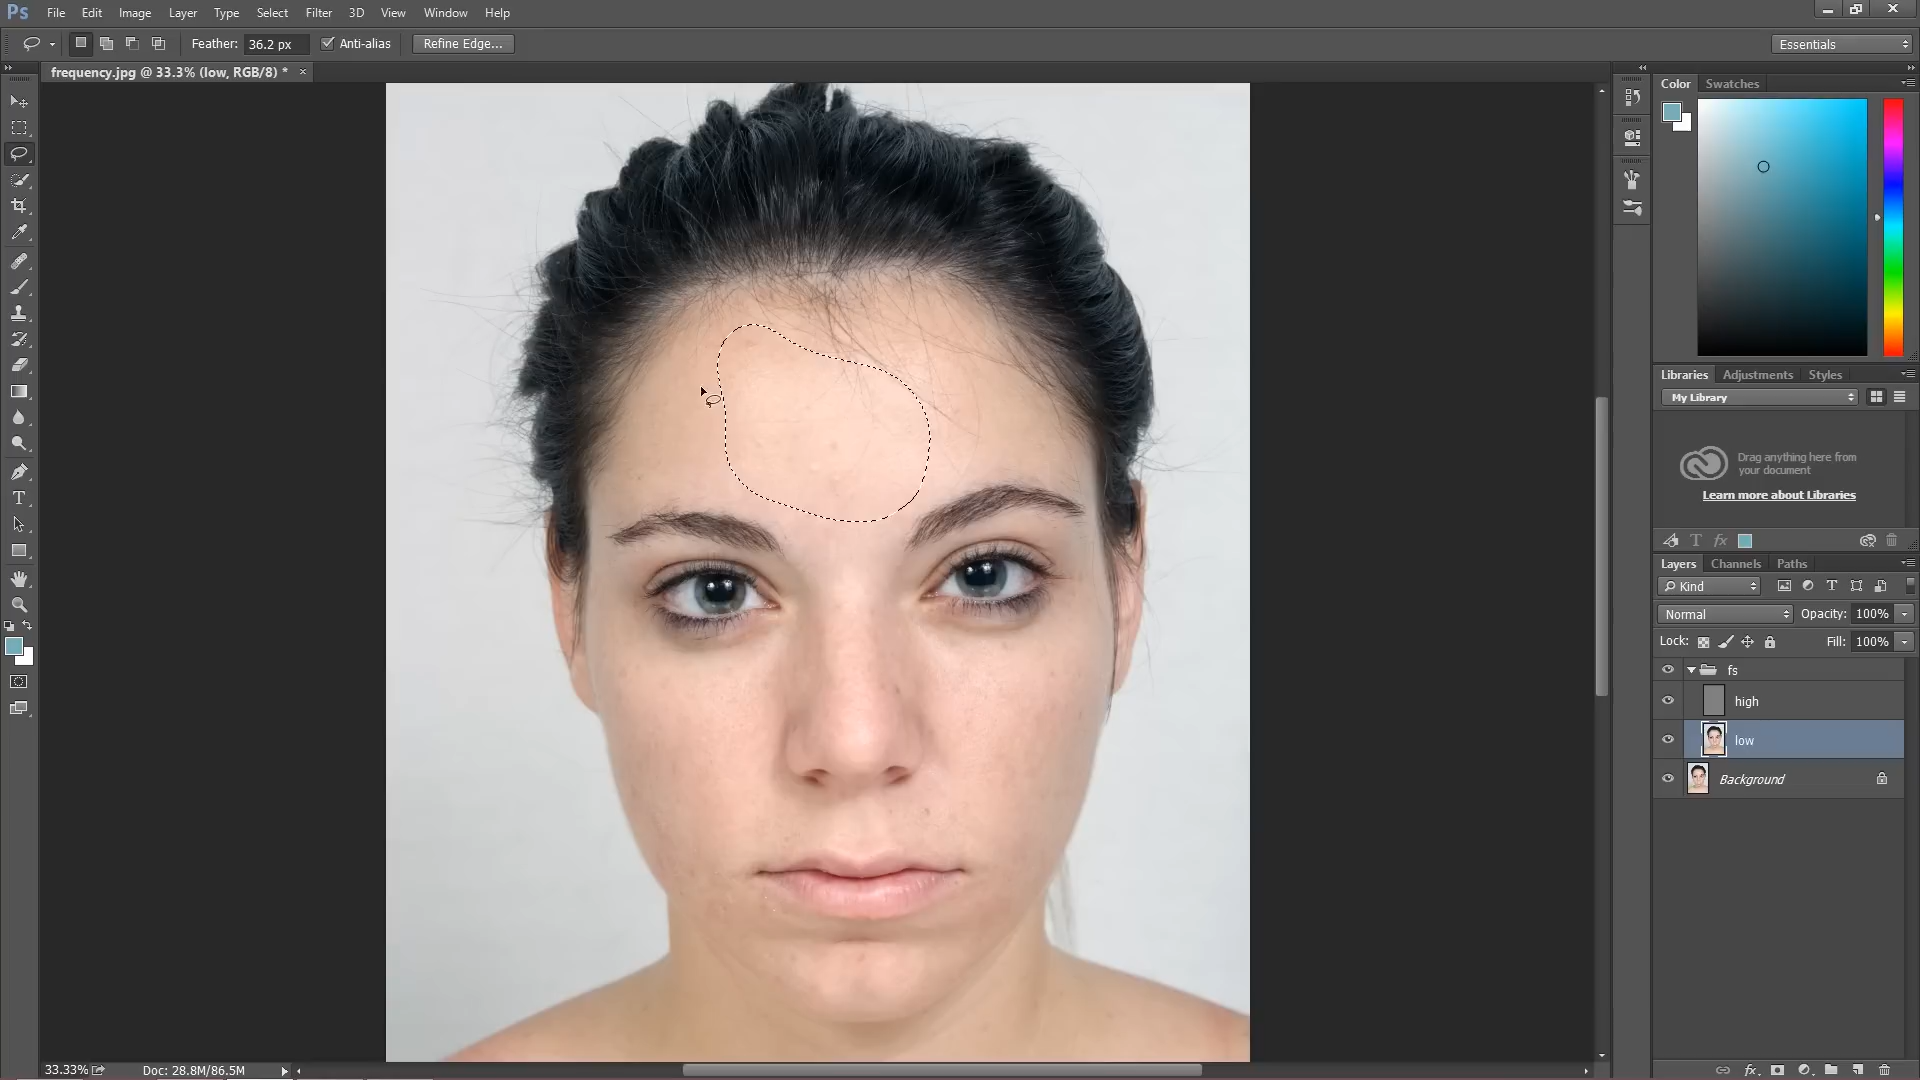 Ps File Edit Image Layer Type Select Filter 3D View Window Help
Feather: 36.2 px Anti-alias Refine Edge... Essentials
frequency.jpg @ 33.3% (low, RGB/8) * ×
Color Swatches
Libraries Adjustments Styles
My Library
Drag anything here from
your document
Learn more about Libraries
T fx
Layers Channels Paths
Kind T
Normal Opacity: 100%
Lock: Fill: 100%
fs
high
low
Background
33.33% Doc: 28.8M/86.5M fx